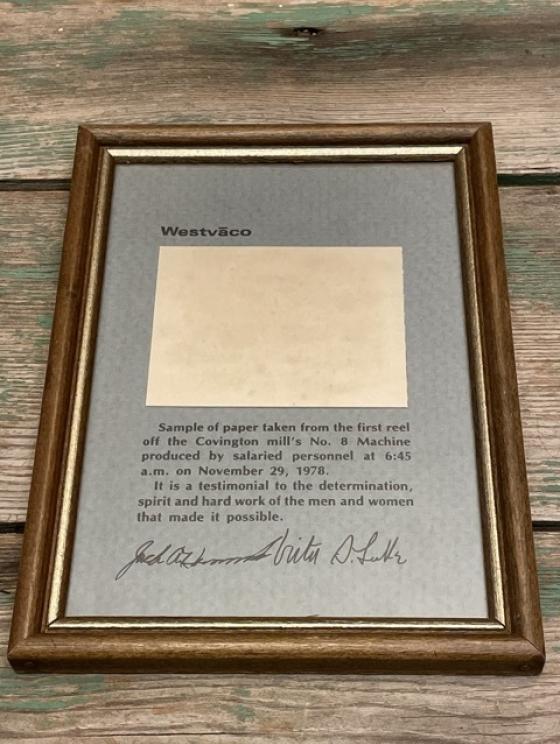 Westvāco
Sample of paper taken from the first reel
off the Covington mill's No. 8 Machine
produced by salaried personnel at 6:45
a.m. on November 29, 1978.
It is a testimonial to the determination,
spirit and hard work of the men and women
that made it possible.